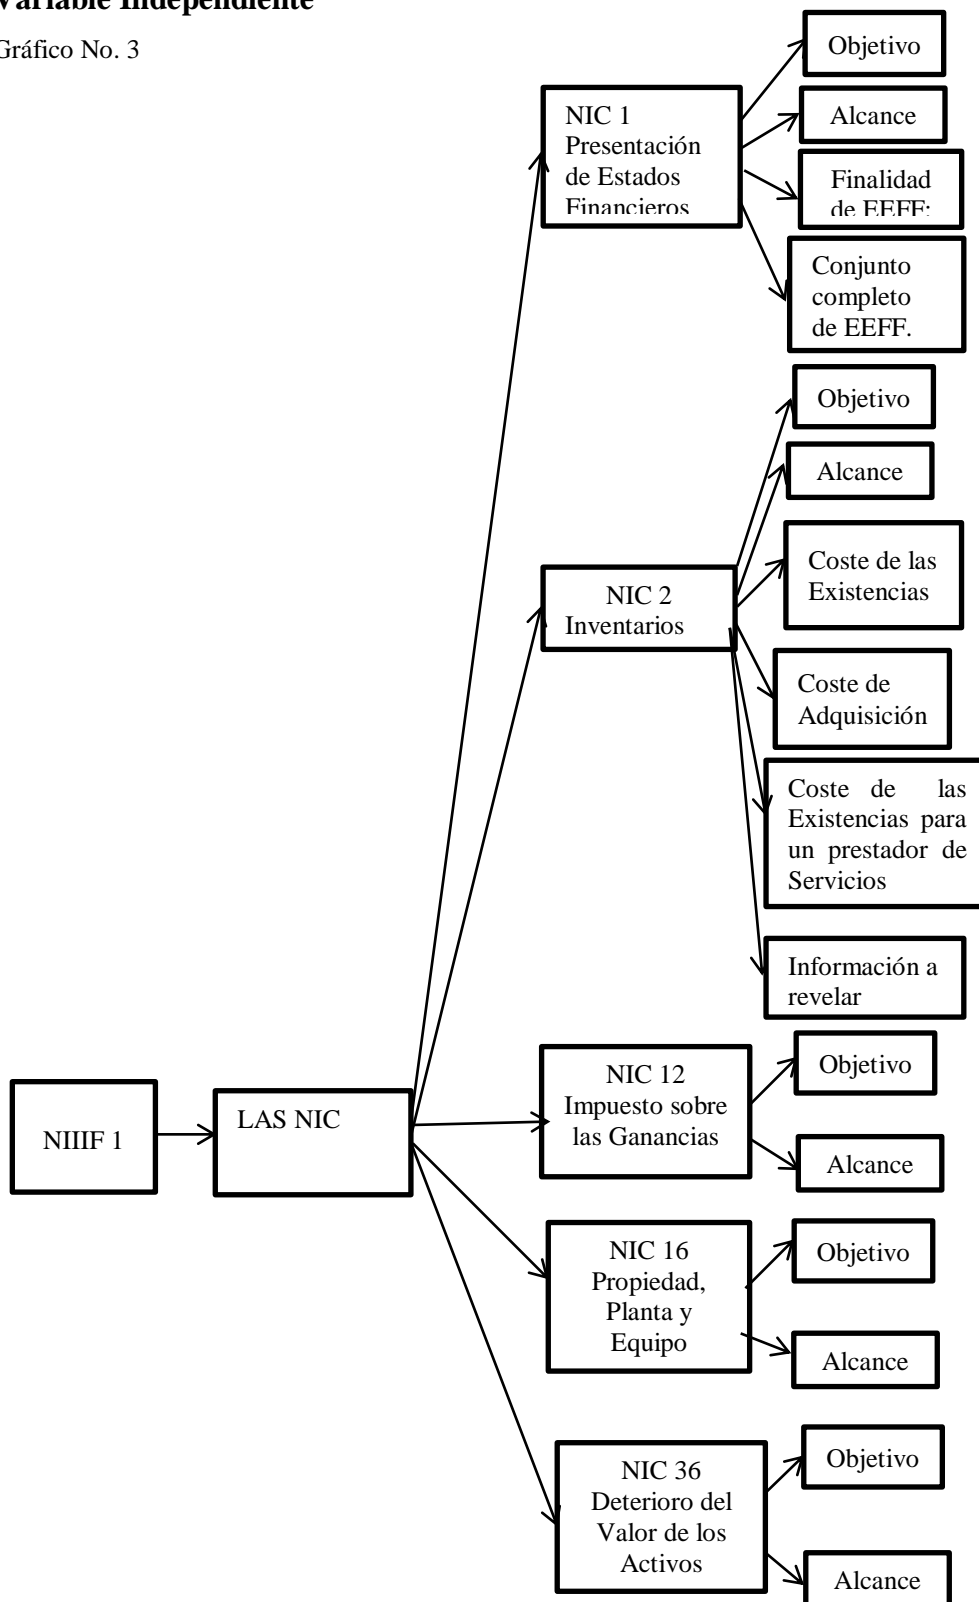 Variable Independiente
Gráfico No. 3
Objetivo
NIC 1
Presentación
de Estados
Financieros
Alcance
Finalidad
de EEFF:
Conjunto
completo
de EEFF.
Objetivo
Alcance
NIC 2
Inventarios
Coste de las
Existencias
Coste de
Adquisición
Coste de las
Existencias para
un prestador de
Servicios
Información a
revelar
NIIIF 1
LAS NIC
NIC 12
Impuesto sobre
las Ganancias
Objetivo
Alcance
NIC 16
Propiedad,
Planta y
Equipo
Objetivo
Alcance
NIC 36
Deterioro del
Valor de los
Activos
Objetivo
Alcance